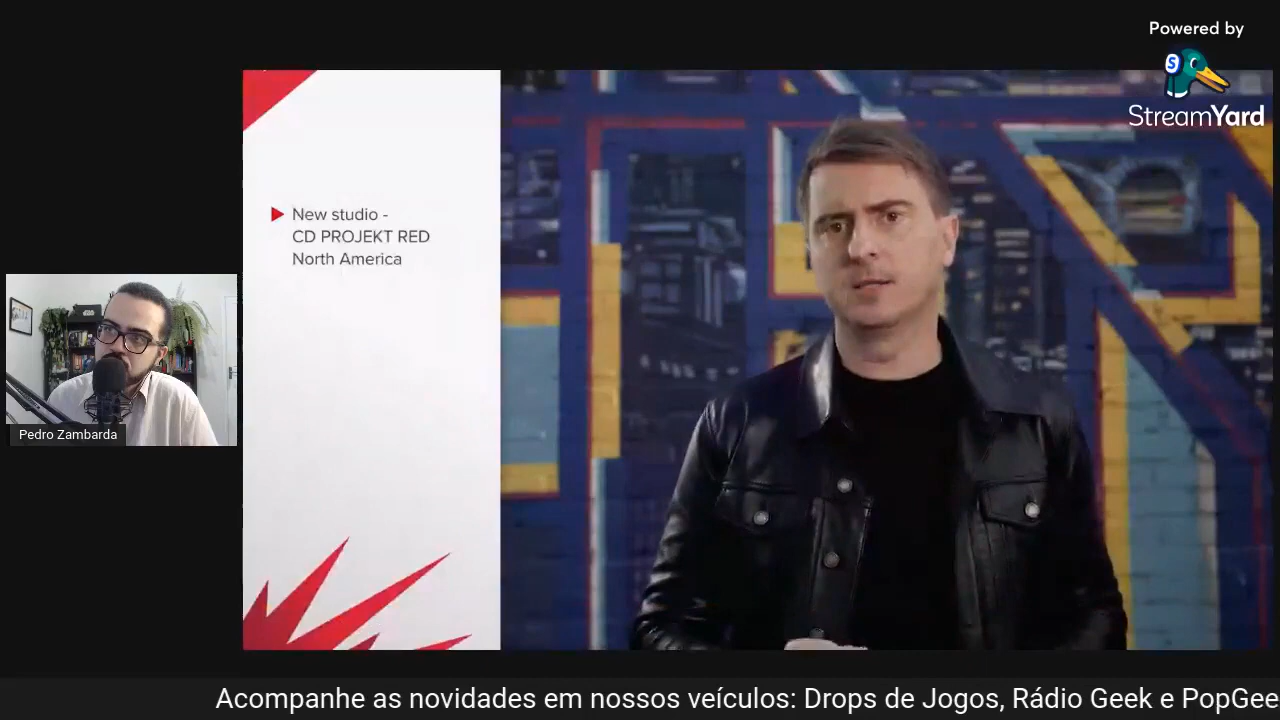 Powered by
StreamYard
New studio -
CD PROJEKT RED
North America
Pedro Zambarda
Acompanhe as novidades em nossos veículos: Drops de Jogos, Rádio Geek e PopGee